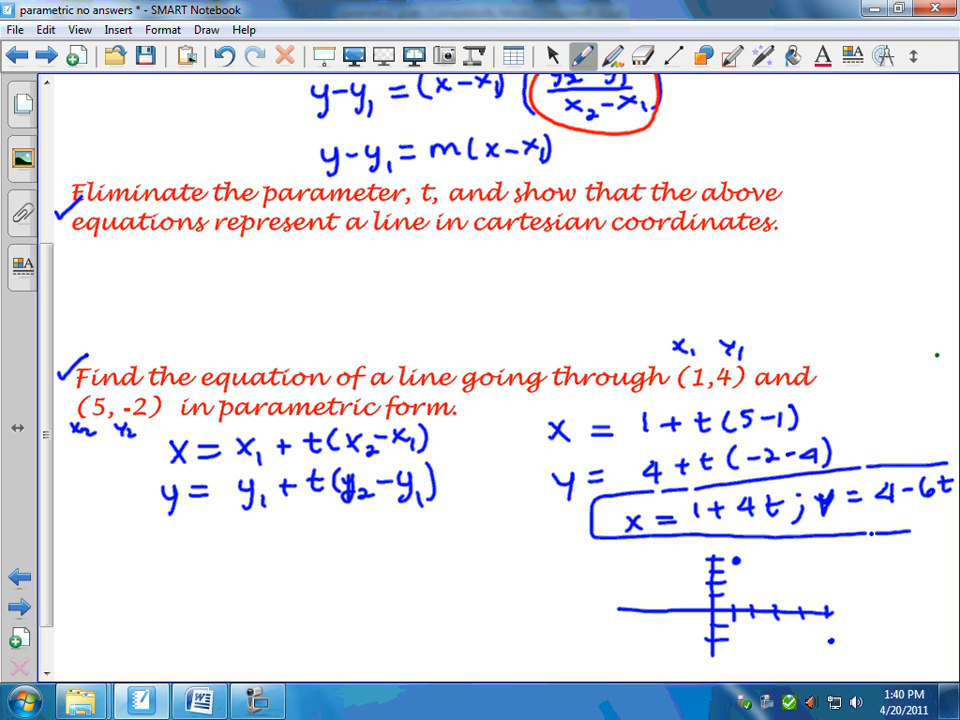 parametric no answers * - SMART Notebook
File Edit View Insert Format Draw Help
y-y₁ = (x-x₁) (y₂-y₁ / x₂-x₁)
y-y₁ = m(x-x₁)
Eliminate the parameter, t, and show that the above
equations represent a line in cartesian coordinates.
x₁ y₁
Find the equation of a line going through (1,4) and
(5, -2) in parametric form.
x₂ y₂
x = x₁ + t(x₂-x₁)
y = y₁ + t(y₂-y₁)
x = 1 + t(5-1)
y = 4 + t(-2-4)
x = 1 + 4t ; y = 4-6t
1:40 PM
4/20/2011